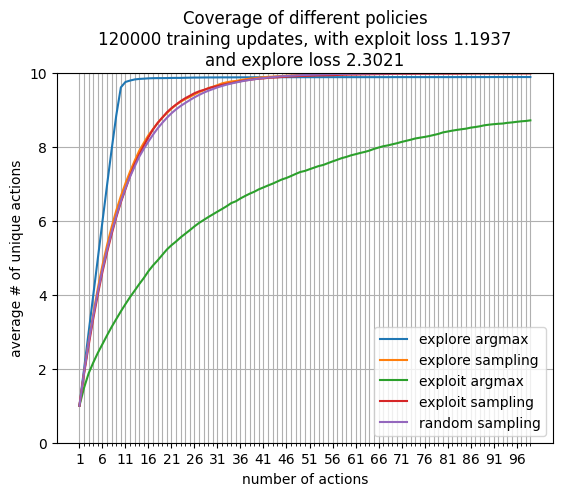 Coverage of different policies
120000 training updates, with exploit loss 1.1937
and explore loss 2.3021
10
8
6
4
2
0
average # of unique actions
explore argmax
explore sampling
exploit argmax
exploit sampling
random sampling
1 6 11 16 21 26 31 36 41 46 51 56 61 66 71 76 81 86 91 96
number of actions